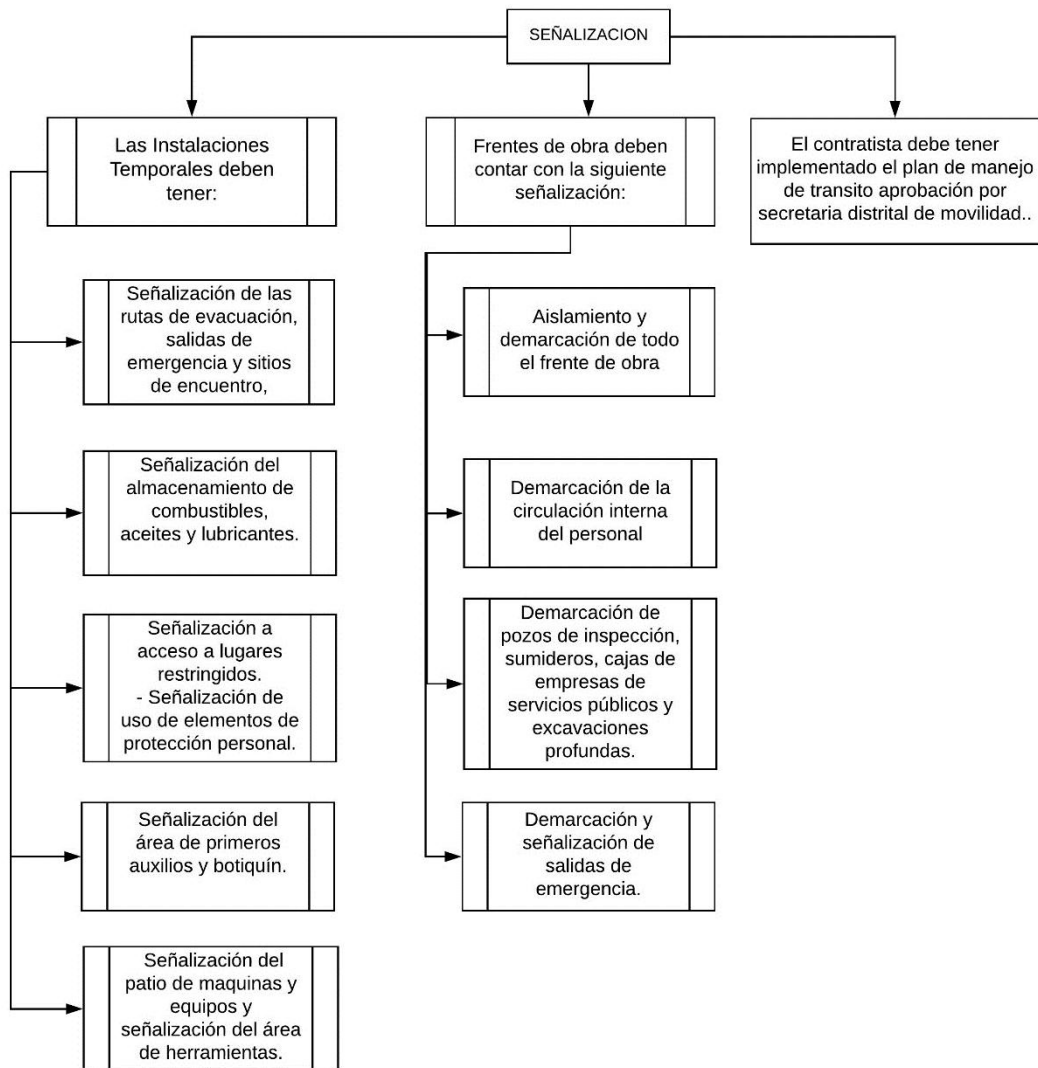 SEÑALIZACION
Las Instalaciones
Temporales deben
tener:
Frentes de obra deben
contar con la siguiente
señalización:
El contratista debe tener
implementado el plan de manejo
de transito aprobación por
secretaria distrital de movilidad..
Señalización de las
rutas de evacuación,
salidas de
emergencia y sitios
de encuentro,
Señalización del
almacenamiento de
combustibles,
aceites y lubricantes.
Señalización a
acceso a lugares
restringidos.
- Señalización de
uso de elementos de
protección personal.
Señalización del
área de primeros
auxilios y botiquín.
Señalización del
patio de maquinas y
equipos y
señalización del área
de herramientas.
Aislamiento y
demarcación de todo
el frente de obra
Demarcación de la
circulación interna
del personal
Demarcación de
pozos de inspección,
sumideros, cajas de
empresas de
servicios públicos y
excavaciones
profundas.
Demarcación y
señalización de
salidas de
emergencia.